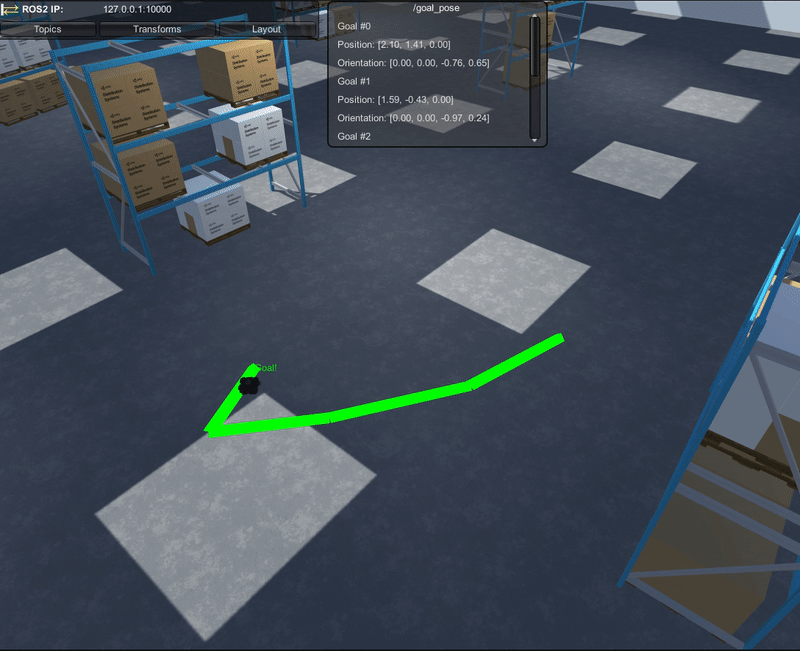 ROS2 IP: 127.0.0.1:10000
Topics Transforms Layout
/goal_pose
Goal #0
Position: [2.10, 1.41, 0.00]
Orientation: [0.00, 0.00, -0.76, 0.65]
Goal #1
Position: [1.59, -0.43, 0.00]
Orientation: [0.00, 0.00, -0.97, 0.24]
Goal #2
Goal!